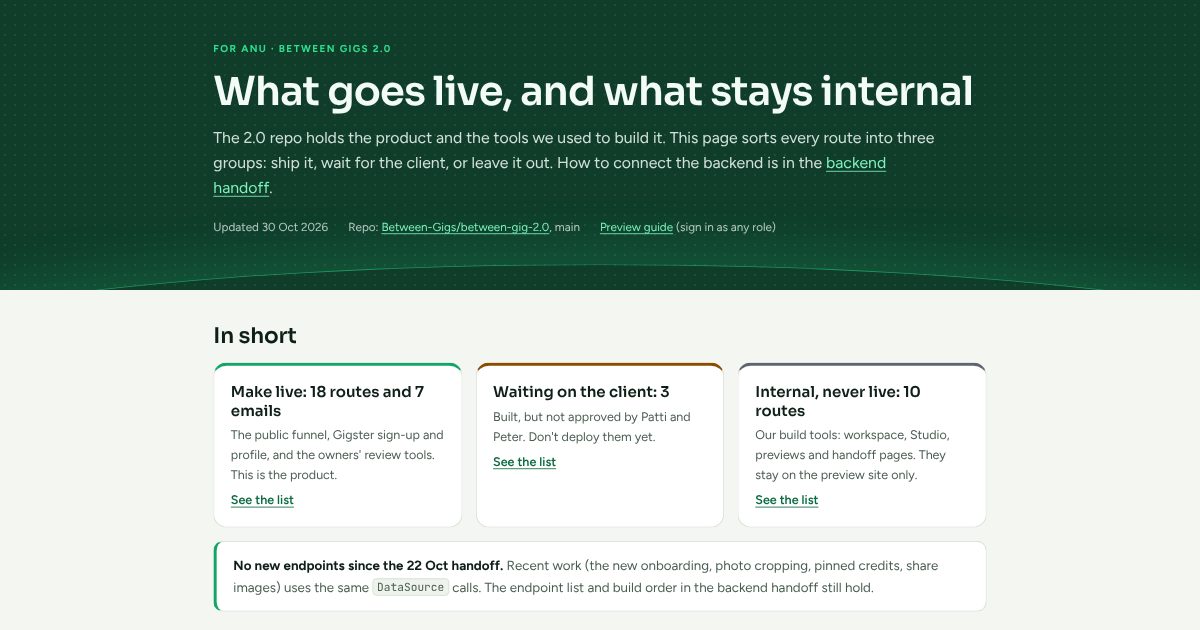 FOR ANU · BETWEEN GIGS 2.0
What goes live, and what stays internal
The 2.0 repo holds the product and the tools we used to build it. This page sorts every route into three
groups: ship it, wait for the client, or leave it out. How to connect the backend is in the backend
handoff.
Updated 30 Oct 2026 Repo: Between-Gigs/between-gig-2.0, main Preview guide (sign in as any role)
In short
Make live: 18 routes and 7
emails
The public funnel, Gigster sign-up and
profile, and the owners' review tools.
This is the product.
See the list
Waiting on the client: 3
Built, but not approved by Patti and
Peter. Don't deploy them yet.
See the list
Internal, never live: 10
routes
Our build tools: workspace, Studio,
previews and handoff pages. They
stay on the preview site only.
See the list
No new endpoints since the 22 Oct handoff. Recent work (the new onboarding, photo cropping, pinned credits, share
images) uses the same DataSource calls. The endpoint list and build order in the backend handoff still hold.